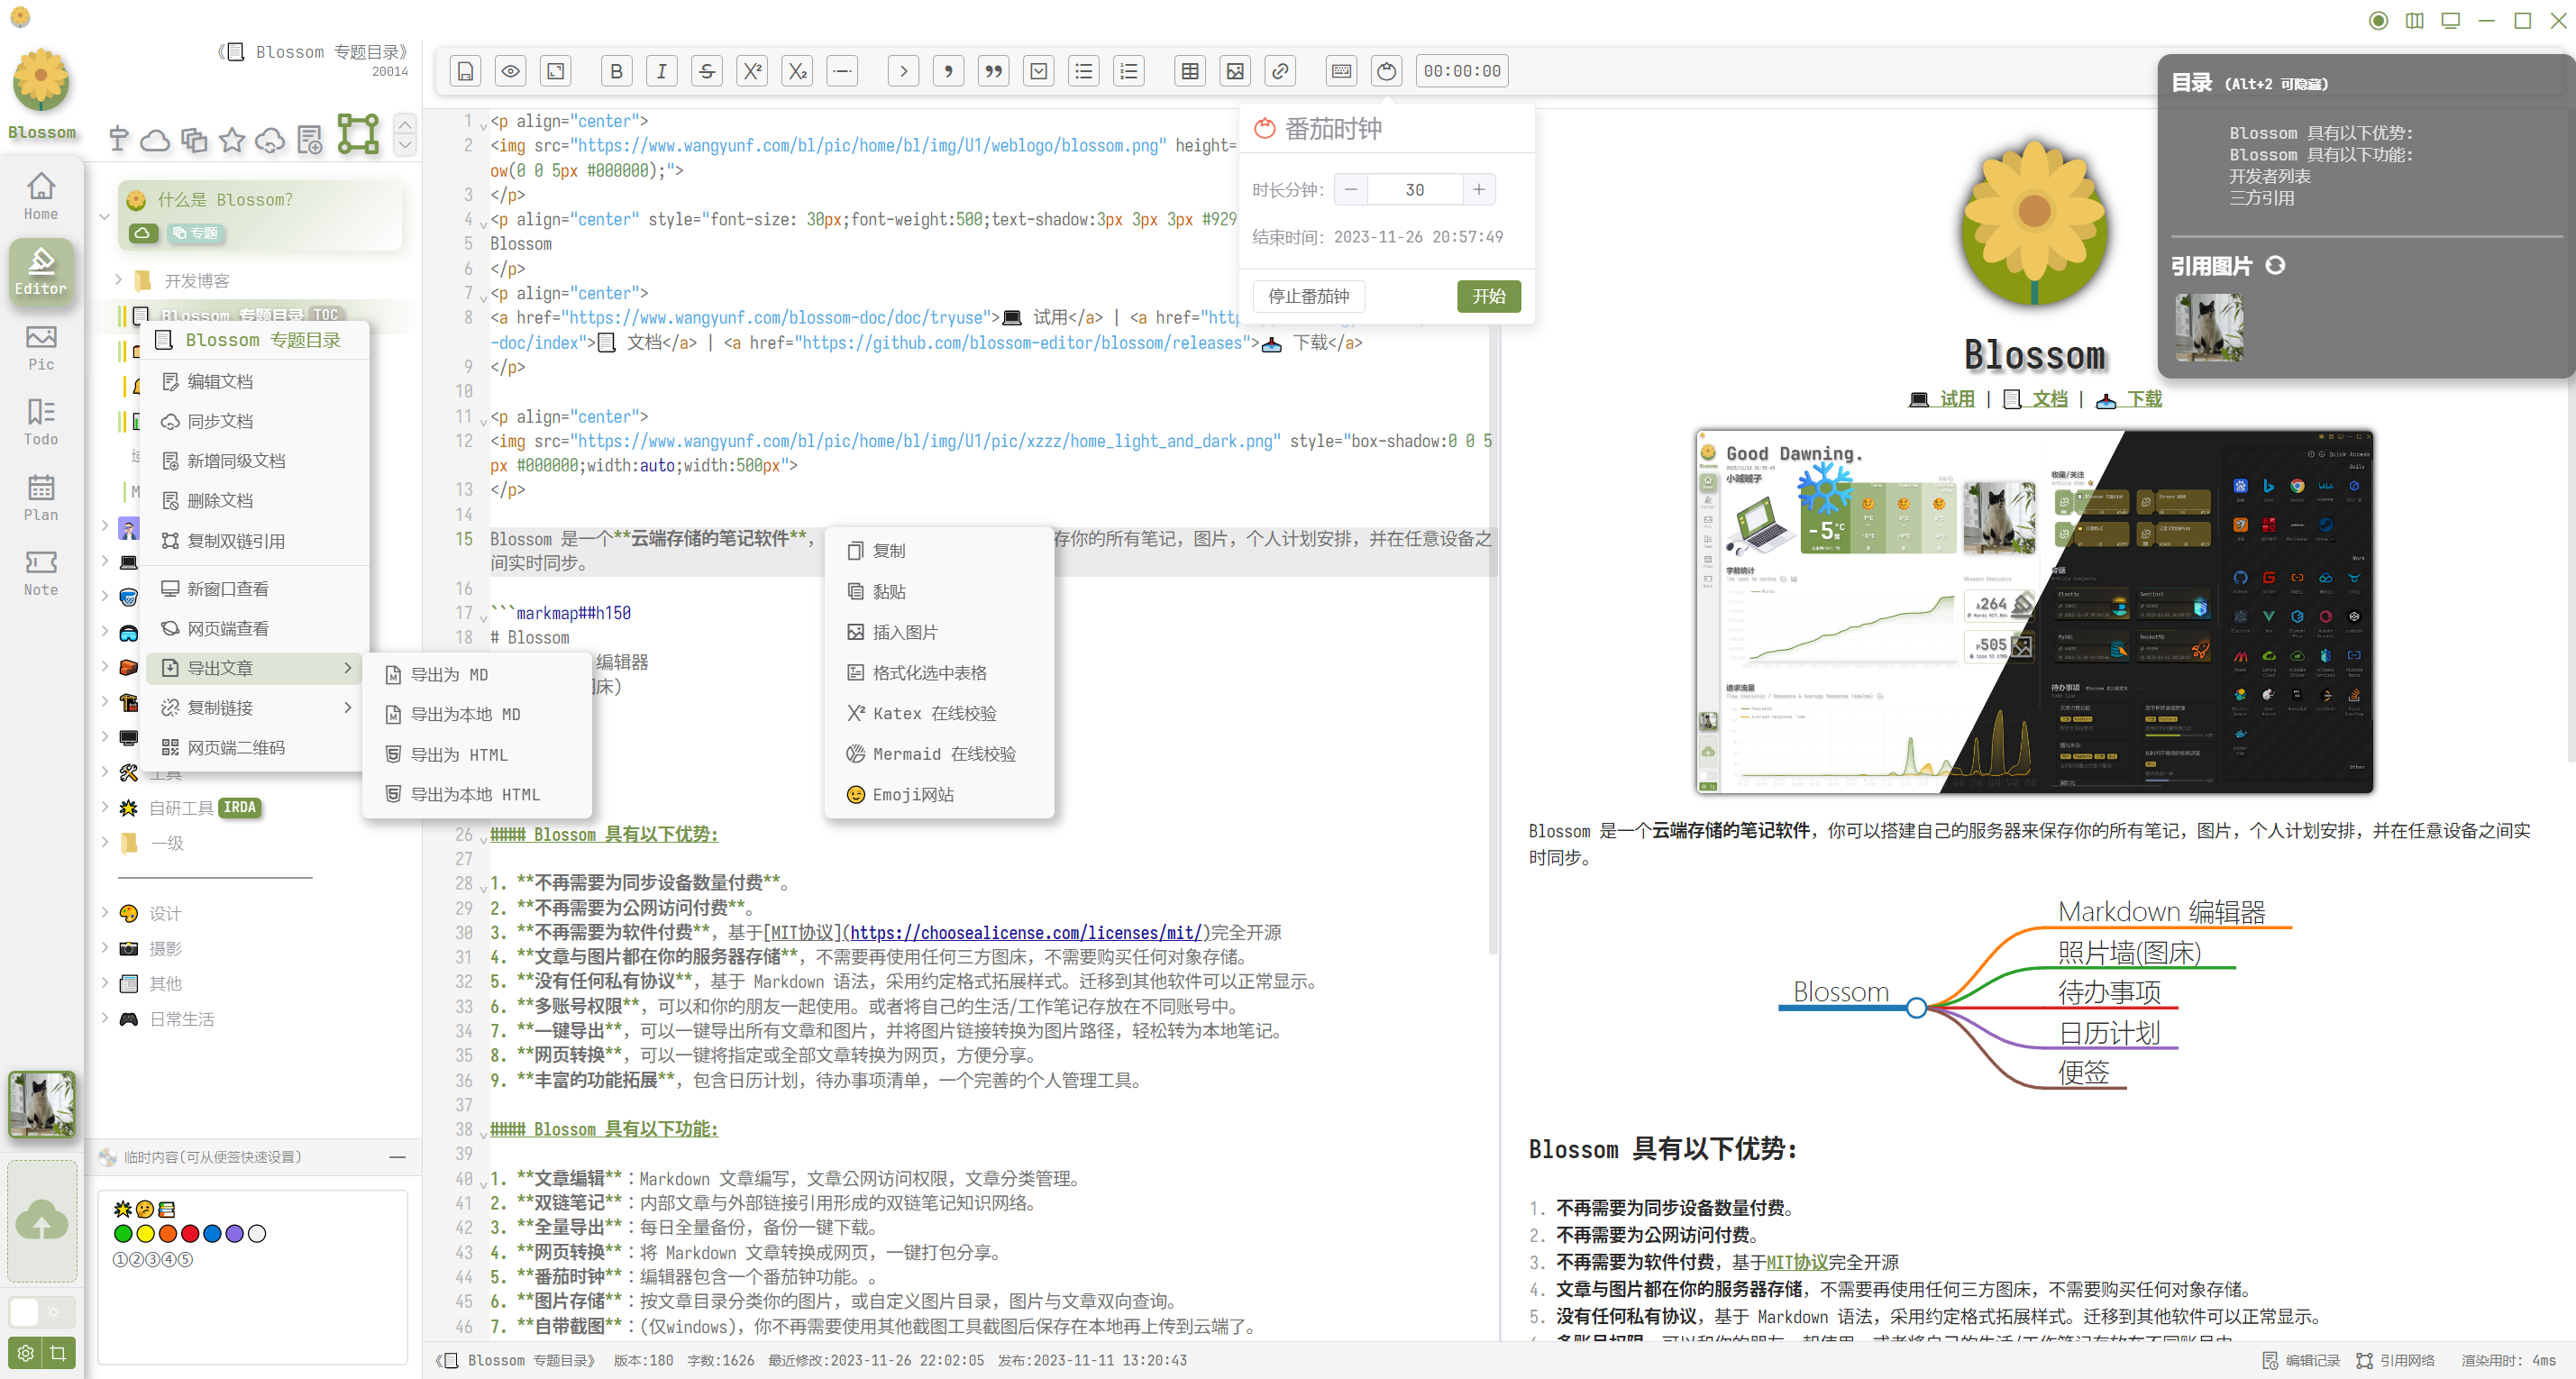 《📃 Blossom 专题目录》
20014
Blossom
Home
Editor
Pic
Todo
Plan
Note
什么是 Blossom?
专题
开发博客
Blossom 专题目录 TOC
Blossom 专题目录
编辑文档
同步文档
新增同级文档
删除文档
复制双链引用
新窗口查看
网页端查看
导出文章
复制链接
网页端二维码
导出为 MD
导出为本地 MD
导出为 HTML
导出为本地 HTML
工具
自研工具 IRDA
一级
设计
摄影
其他
日常生活
临时内容(可从便签快速设置)
①②③④⑤
00:00:00
番茄时钟
时长分钟: 30
结束时间: 2023-11-26 20:57:49
停止番茄钟 开始
1 <p align="center">
2 <img src="https://www.wangyunf.com/bl/pic/home/bl/img/U1/weblogo/blossom.png" height=
ow(0 0 5px #000000);">
3 </p>
4 <p align="center" style="font-size: 30px;font-weight:500;text-shadow:3px 3px 3px #929
5 Blossom
6 </p>
7 <p align="center">
8 <a href="https://www.wangyunf.com/blossom-doc/doc/tryuse">💻 试用</a> | <a href="htt
-doc/index">📃 文档</a> | <a href="https://github.com/blossom-editor/blossom/releases">📥 下载</a>
9 </p>
10
11 <p align="center">
12 <img src="https://www.wangyunf.com/bl/pic/home/bl/img/U1/pic/xzzz/home_light_and_dark.png" style="box-shadow:0 0 5
px #000000;width:auto;width:500px">
13 </p>
14
15 Blossom 是一个**云端存储的笔记软件**,
存你的所有笔记,图片,个人计划安排,并在任意设备之
间实时同步。
16
17 ```markmap##h150
18 # Blossom
编辑器
床)
复制
黏贴
插入图片
格式化选中表格
Katex 在线校验
Mermaid 在线校验
Emoji网站
26 #### Blossom 具有以下优势:
27
28 1. **不再需要为同步设备数量付费**。
29 2. **不再需要为公网访问付费**。
30 3. **不再需要为软件付费**,基于[MIT协议](https://choosealicense.com/licenses/mit/)完全开源
31 4. **文章与图片都在你的服务器存储**,不需要再使用任何三方图床,不需要购买任何对象存储。
32 5. **没有任何私有协议**,基于 Markdown 语法,采用约定格式拓展样式。迁移到其他软件可以正常显示。
33 6. **多账号权限**,可以和你的朋友一起使用。或者将自己的生活/工作笔记存放在不同账号中。
34 7. **一键导出**,可以一键导出所有文章和图片,并将图片链接转换为图片路径,轻松转为本地笔记。
35 8. **网页转换**,可以一键将指定或全部文章转换为网页,方便分享。
36 9. **丰富的功能拓展**,包含日历计划,待办事项清单,一个完善的个人管理工具。
37
38 #### Blossom 具有以下功能:
39
40 1. **文章编辑**:Markdown 文章编写,文章公网访问权限,文章分类管理。
41 2. **双链笔记**:内部文章与外部链接引用形成的双链笔记知识网络。
42 3. **全量导出**:每日全量备份,备份一键下载。
43 4. **网页转换**:将 Markdown 文章转换成网页,一键打包分享。
44 5. **番茄时钟**:编辑器包含一个番茄钟功能。。
45 6. **图片存储**:按文章目录分类你的图片,或自定义图片目录,图片与文章双向查询。
46 7. **自带截图**:(仅windows),你不再需要使用其他截图工具截图后保存在本地再上传到云端了。
目录 (Alt+2 可隐藏)
Blossom 具有以下优势:
Blossom 具有以下功能:
开发者列表
三方引用
引用图片
Blossom
💻 试用 | 📃 文档 | 📥 下载
Good Dawning.
小贼贼子
-5
收藏/关注
字数统计
A264
P505
请求流量
专题
待办事项
Quick Access
Blossom 是一个云端存储的笔记软件,你可以搭建自己的服务器来保存你的所有笔记,图片,个人计划安排,并在任意设备之间实
时同步。
Blossom
Markdown 编辑器
照片墙(图床)
待办事项
日历计划
便签
Blossom 具有以下优势:
1. 不再需要为同步设备数量付费。
2. 不再需要为公网访问付费。
3. 不再需要为软件付费,基于MIT协议完全开源
4. 文章与图片都在你的服务器存储,不需要再使用任何三方图床,不需要购买任何对象存储。
5. 没有任何私有协议,基于 Markdown 语法,采用约定格式拓展样式。迁移到其他软件可以正常显示。
《📃 Blossom 专题目录》 版本:180 字数:1626 最近修改:2023-11-26 22:02:05 发布:2023-11-11 13:20:43
编辑记录 引用网络 渲染用时: 4ms